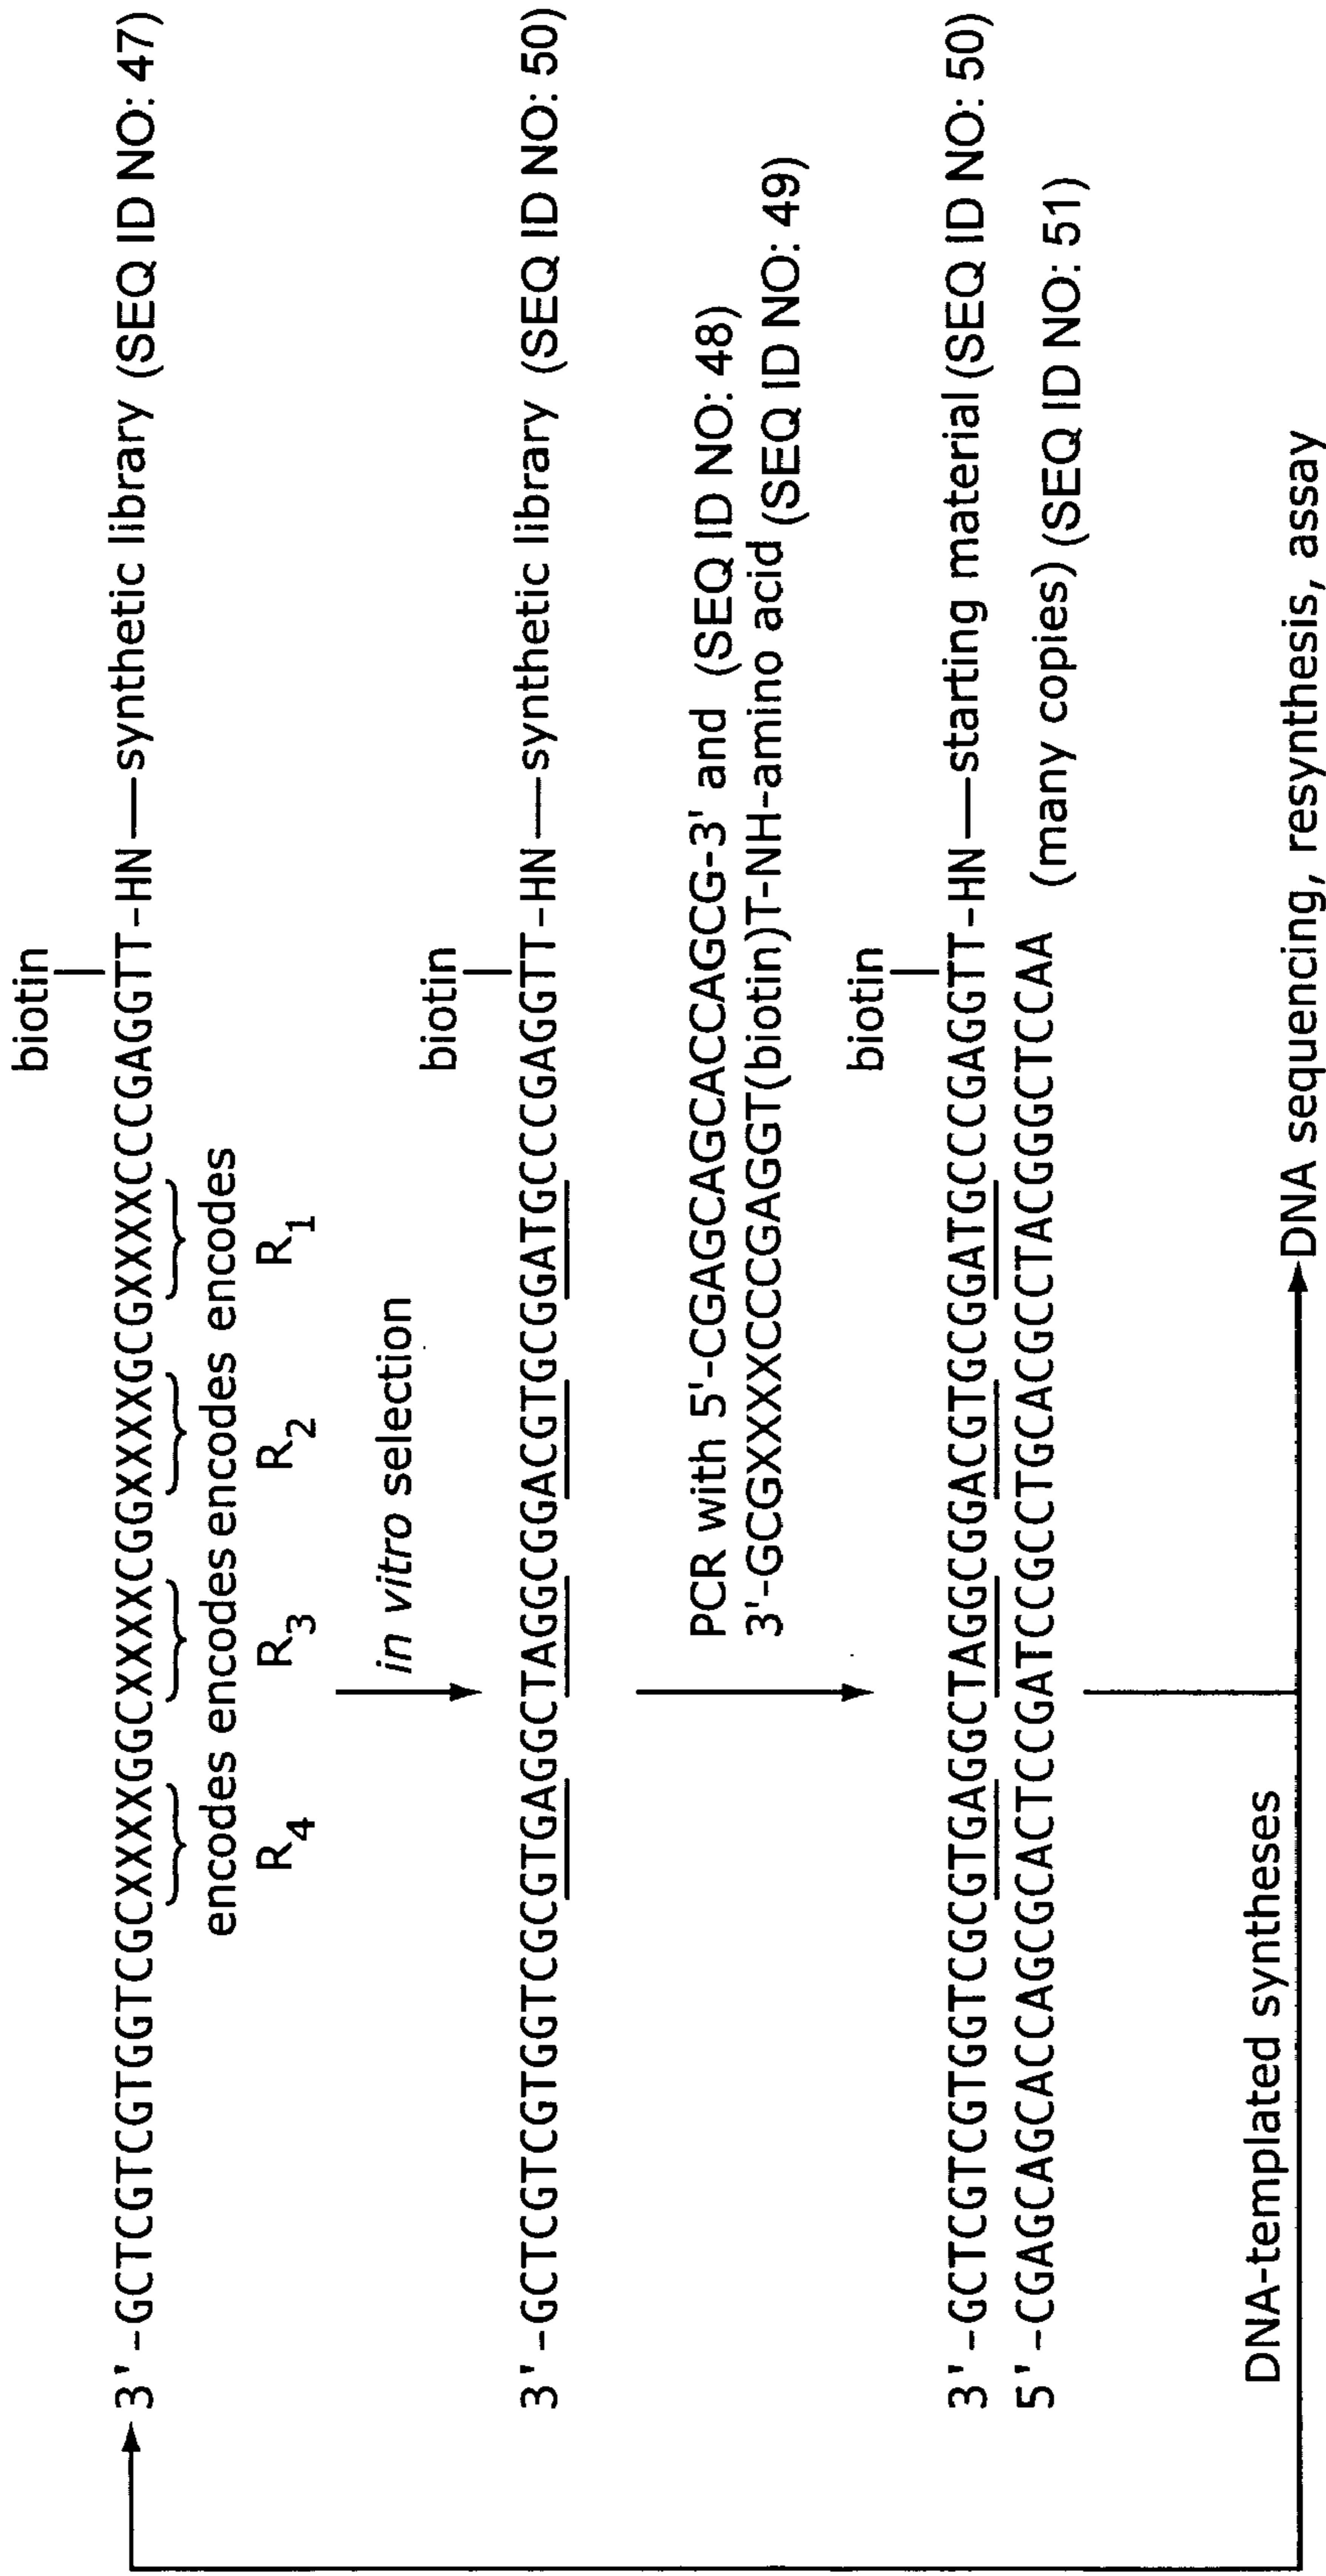 biotin
3'-GCTCGTCGTGGTCGCXXXXGGCXXXXCGGXXXXGCGXXXXCCCGAGGTT-HN—synthetic library (SEQ ID NO: 47)
encodes encodes encodes encodes
R4 R3 R2 R1
in vitro selection
biotin
3'-GCTCGTCGTGGTCGCGTGAGGCTAGGCGGACGTGCGGATGCCCGAGGTT-HN—synthetic library (SEQ ID NO: 50)
PCR with 5'-CGAGCAGCACCAGCG-3' and (SEQ ID NO: 48)
3'-GCGXXXXCCCGAGGT(biotin)T-NH-amino acid (SEQ ID NO: 49)
biotin
3'-GCTCGTCGTGGTCGCGTGAGGCTAGGCGGACGTGCGGATGCCCGAGGTT-HN—starting material (SEQ ID NO: 50)
5'-CGAGCAGCACCAGCGCACTCCGATCCGCCTGCACGCCTACGGGCTCCAA (many copies) (SEQ ID NO: 51)
DNA-templated syntheses
DNA sequencing, resynthesis, assay